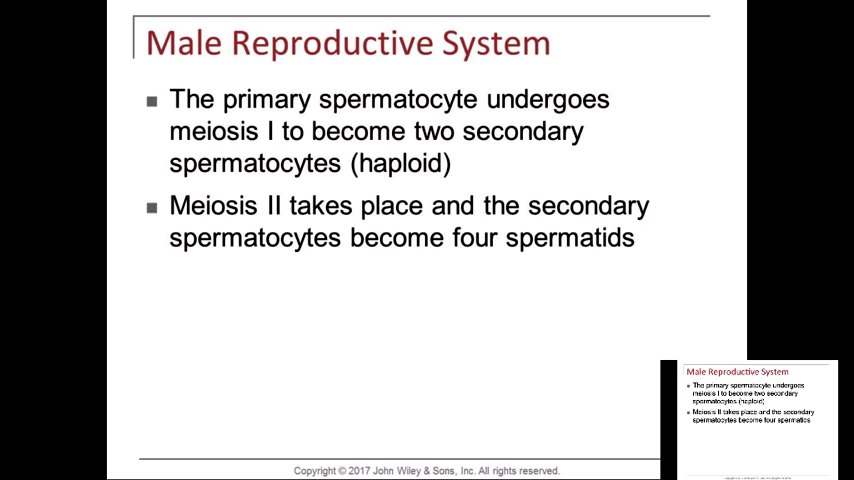 Male Reproductive System
The primary spermatocyte undergoes
meiosis I to become two secondary
spermatocytes (haploid)
Meiosis II takes place and the secondary
spermatocytes become four spermatids
Copyright © 2017 John Wiley & Sons, Inc. All rights reserved.
Male Reproductive System
The primary spermatocyte undergoes
meiosis I to become two secondary
spermatocytes (haploid)
Meiosis II takes place and the secondary
spermatocytes become four spermatids